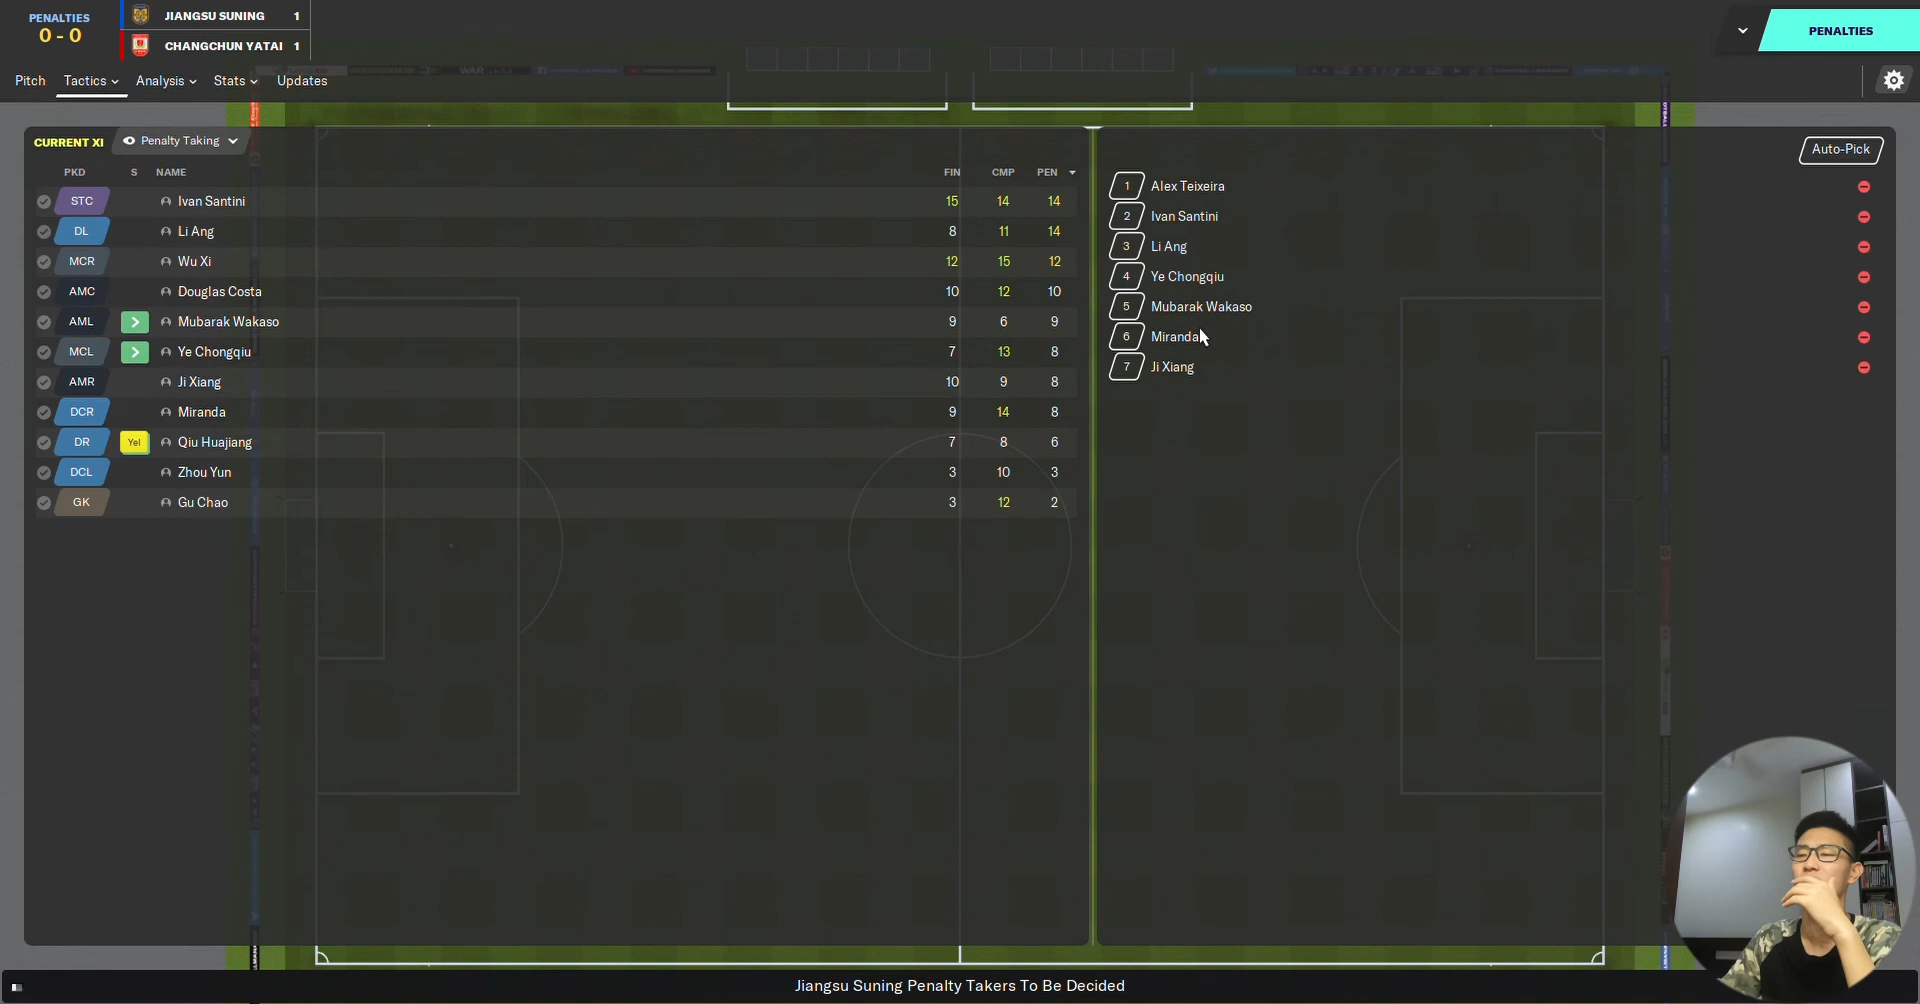 PENALTIES
0 - 0
JIANGSU SUNING 1
CHANGCHUN YATAI 1
PENALTIES
Pitch Tactics Analysis Stats Updates
CURRENT XI Penalty Taking
Auto-Pick
PKD S NAME FIN CMP PEN
STC Ivan Santini 15 14 14
DL Li Ang 8 11 14
MCR Wu Xi 12 15 12
AMC Douglas Costa 10 12 10
AML Mubarak Wakaso 9 6 9
MCL Ye Chongqiu 7 13 8
AMR Ji Xiang 10 9 8
DCR Miranda 9 14 8
DR Yel Qiu Huajiang 7 8 6
DCL Zhou Yun 3 10 3
GK Gu Chao 3 12 2
1 Alex Teixeira
2 Ivan Santini
3 Li Ang
4 Ye Chongqiu
5 Mubarak Wakaso
6 Miranda
7 Ji Xiang
Jiangsu Suning Penalty Takers To Be Decided